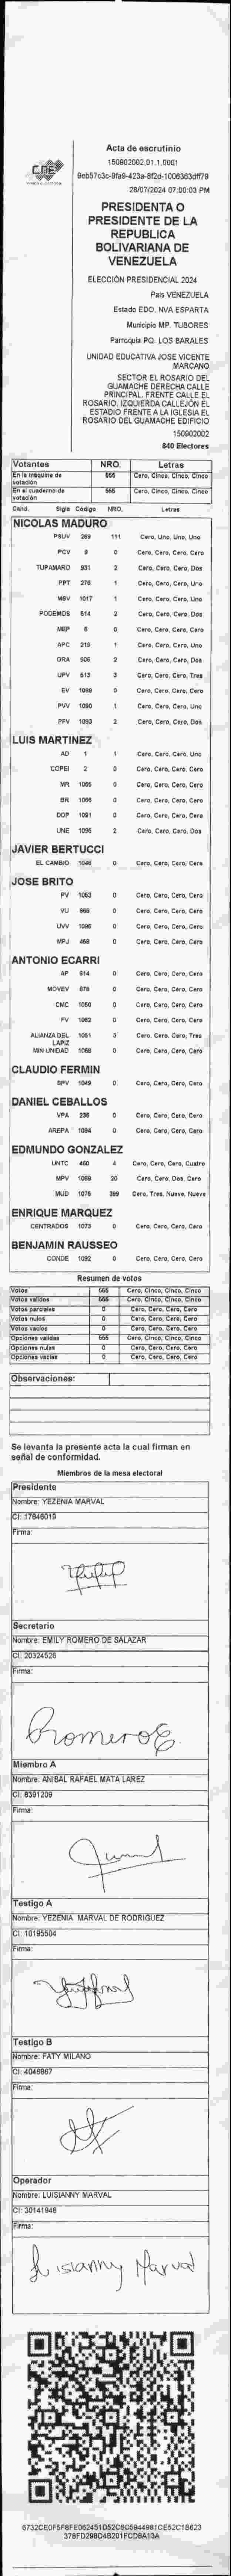 CNE
Acta de escrutinio
150902002.01.1.0001
9eb57c3c-9fa9-423a-8f2d-1006363dff79
28/07/2024 07:00:03 PM
PRESIDENTA O
PRESIDENTE DE LA
REPUBLICA
BOLIVARIANA DE
VENEZUELA
ELECCIÓN PRESIDENCIAL 2024
Pais VENEZUELA
Estado EDO. NVA.ESPARTA
Municipio MP. TUBORES
Parroquia PQ. LOS BARALES
UNIDAD EDUCATIVA JOSE VICENTE
MARCANO
SECTOR EL ROSARIO DEL
GUAMACHE DERECHA CALLE
PRINCIPAL. FRENTE CALLE EL
ROSARIO. IZQUIERDA CALLEJÓN EL
ESTADIO FRENTE A LA IGLESIA EL
ROSARIO DEL GUAMACHE EDIFICIO
150902002
840 Electores
Votantes NRO. Letras
En la máquina de votación 555 Cero, Cinco, Cinco, Cinco
En el cuaderno de votación 555 Cero, Cinco, Cinco, Cinco
Cand. Sigla Código NRO. Letras
NICOLAS MADURO
PSUV 269 111 Cero, Uno, Uno, Uno
PCV 9 0 Cero, Cero, Cero, Cero
TUPAMARO 931 2 Cero, Cero, Cero, Dos
PPT 276 1 Cero, Cero, Cero, Uno
MSV 1017 1 Cero, Cero, Cero, Uno
PODEMOS 614 2 Cero, Cero, Cero, Dos
MEP 6 0 Cero, Cero, Cero, Cero
APC 219 1 Cero, Cero, Cero, Uno
ORA 906 2 Cero, Cero, Cero, Dos
UPV 613 3 Cero, Cero, Cero, Tres
EV 1089 0 Cero, Cero, Cero, Cero
PVV 1090 1 Cero, Cero, Cero, Uno
PFV 1093 2 Cero, Cero, Cero, Dos
LUIS MARTINEZ
AD 1 1 Cero, Cero, Cero, Uno
COPEI 2 0 Cero, Cero, Cero, Cero
MR 1065 0 Cero, Cero, Cero, Cero
BR 1066 0 Cero, Cero, Cero, Cero
DDP 1091 0 Cero, Cero, Cero, Cero
UNE 1095 2 Cero, Cero, Cero, Dos
JAVIER BERTUCCI
EL CAMBIO 1046 0 Cero, Cero, Cero, Cero
JOSE BRITO
PV 1053 0 Cero, Cero, Cero, Cero
VU 968 0 Cero, Cero, Cero, Cero
UVV 1096 0 Cero, Cero, Cero, Cero
MPJ 468 0 Cero, Cero, Cero, Cero
ANTONIO ECARRI
AP 914 0 Cero, Cero, Cero, Cero
MOVEV 678 0 Cero, Cero, Cero, Cero
CMC 1050 0 Cero, Cero, Cero, Cero
FV 1062 0 Cero, Cero, Cero, Cero
ALIANZA DEL LAPIZ 1051 3 Cero, Cero, Cero, Tres
MIN UNIDAD 1068 0 Cero, Cero, Cero, Cero
CLAUDIO FERMIN
SPV 1049 0 Cero, Cero, Cero, Cero
DANIEL CEBALLOS
VPA 236 0 Cero, Cero, Cero, Cero
AREPA 1094 0 Cero, Cero, Cero, Cero
EDMUNDO GONZALEZ
UNTC 460 4 Cero, Cero, Cero, Cuatro
MPV 1069 20 Cero, Cero, Dos, Cero
MUD 1075 399 Cero, Tres, Nueve, Nueve
ENRIQUE MARQUEZ
CENTRADOS 1073 0 Cero, Cero, Cero, Cero
BENJAMIN RAUSSEO
CONDE 1092 0 Cero, Cero, Cero, Cero
Resumen de votos
Votos 555 Cero, Cinco, Cinco, Cinco
Votos validos 555 Cero, Cinco, Cinco, Cinco
Votos parciales 0 Cero, Cero, Cero, Cero
Votos nulos 0 Cero, Cero, Cero, Cero
Votos vacios 0 Cero, Cero, Cero, Cero
Opciones validas 555 Cero, Cinco, Cinco, Cinco
Opciones nulas 0 Cero, Cero, Cero, Cero
Opciones vacias 0 Cero, Cero, Cero, Cero
Observaciones:
Se levanta la presente acta la cual firman en
señal de conformidad.
Miembros de la mesa electoral
Presidente
Nombre: YEZENIA MARVAL
CI: 17846019
Firma:
Secretario
Nombre: EMILY ROMERO DE SALAZAR
CI: 20324526
Firma:
Miembro A
Nombre: ANIBAL RAFAEL MATA LAREZ
CI: 8391209
Firma:
Testigo A
Nombre: YEZENIA MARVAL DE RODRIGUEZ
CI: 10195504
Firma:
Testigo B
Nombre: FATY MILANO
CI: 4046867
Firma:
Operador
Nombre: LUISIANNY MARVAL
CI: 30141948
Firma:
Luisianny Marval